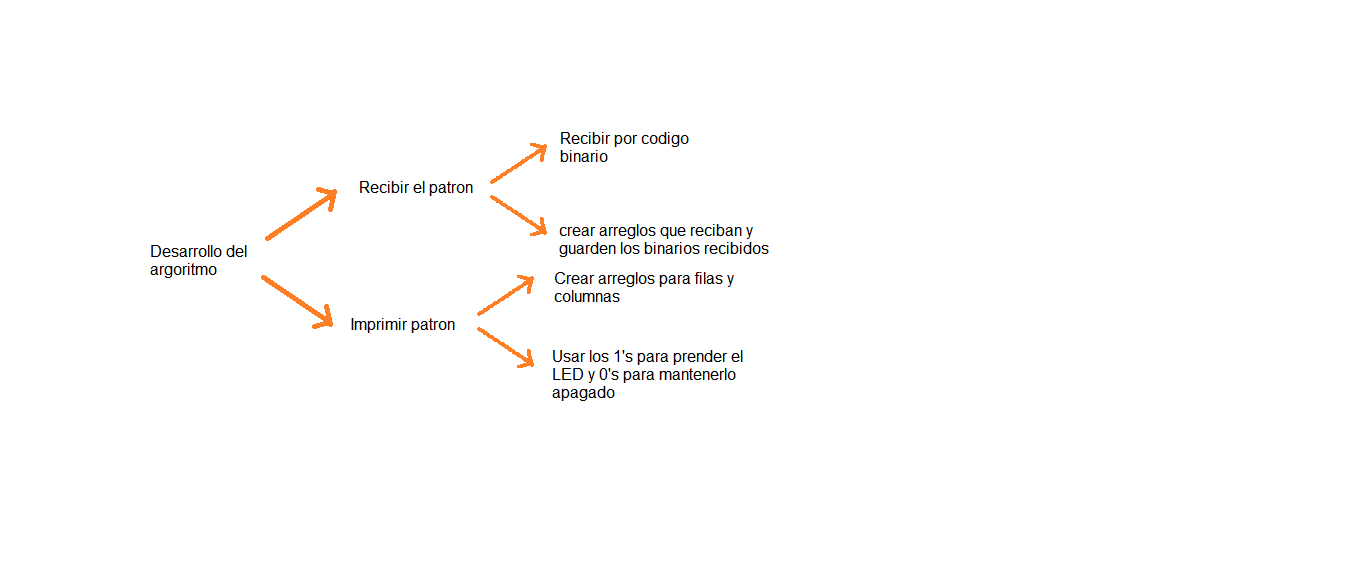 Desarrollo del
argoritmo
Recibir el patron
Recibir por codigo
binario
crear arreglos que reciban y
guarden los binarios recibidos
Imprimir patron
Crear arreglos para filas y
columnas
Usar los 1's para prender el
LED y 0's para mantenerlo
apagado